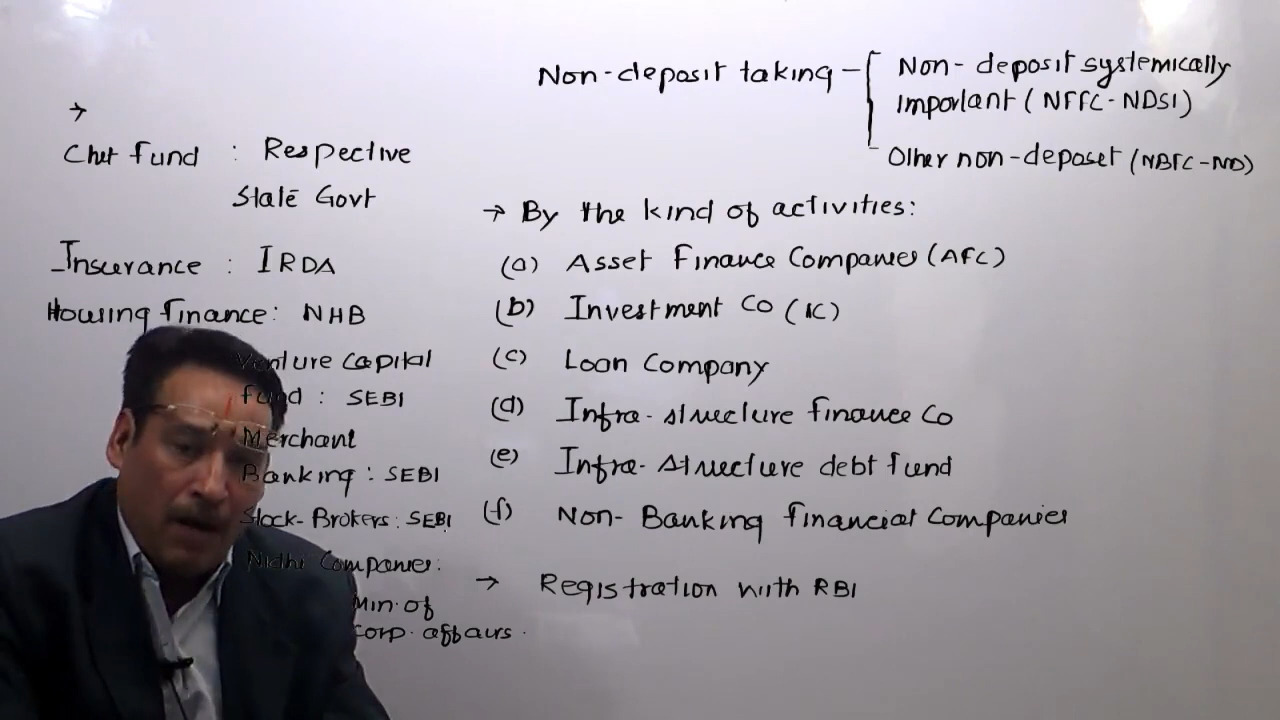 Non-deposit taking – Non-deposit systemically
Important (NFFC-NDSI)
Other non-deposet (NBFC-ND)
→
Chit fund : Respective
State Govt
Insurance : IRDA
Housing finance: NHB
Venture Capital
fund : SEBI
Merchant
Banking : SEBI
Stock-Brokers: SEBI
Nidhi Companies:
Min. of
Corp. affairs.
→ By the kind of activities:
(a) Asset Finance Companies (AFC)
(b) Investment Co (IC)
(c) Loan Company
(d) Infra-structure finance Co
(e) Infra-structure debt fund
(f) Non-Banking financial Companies
→ Registration with RBI